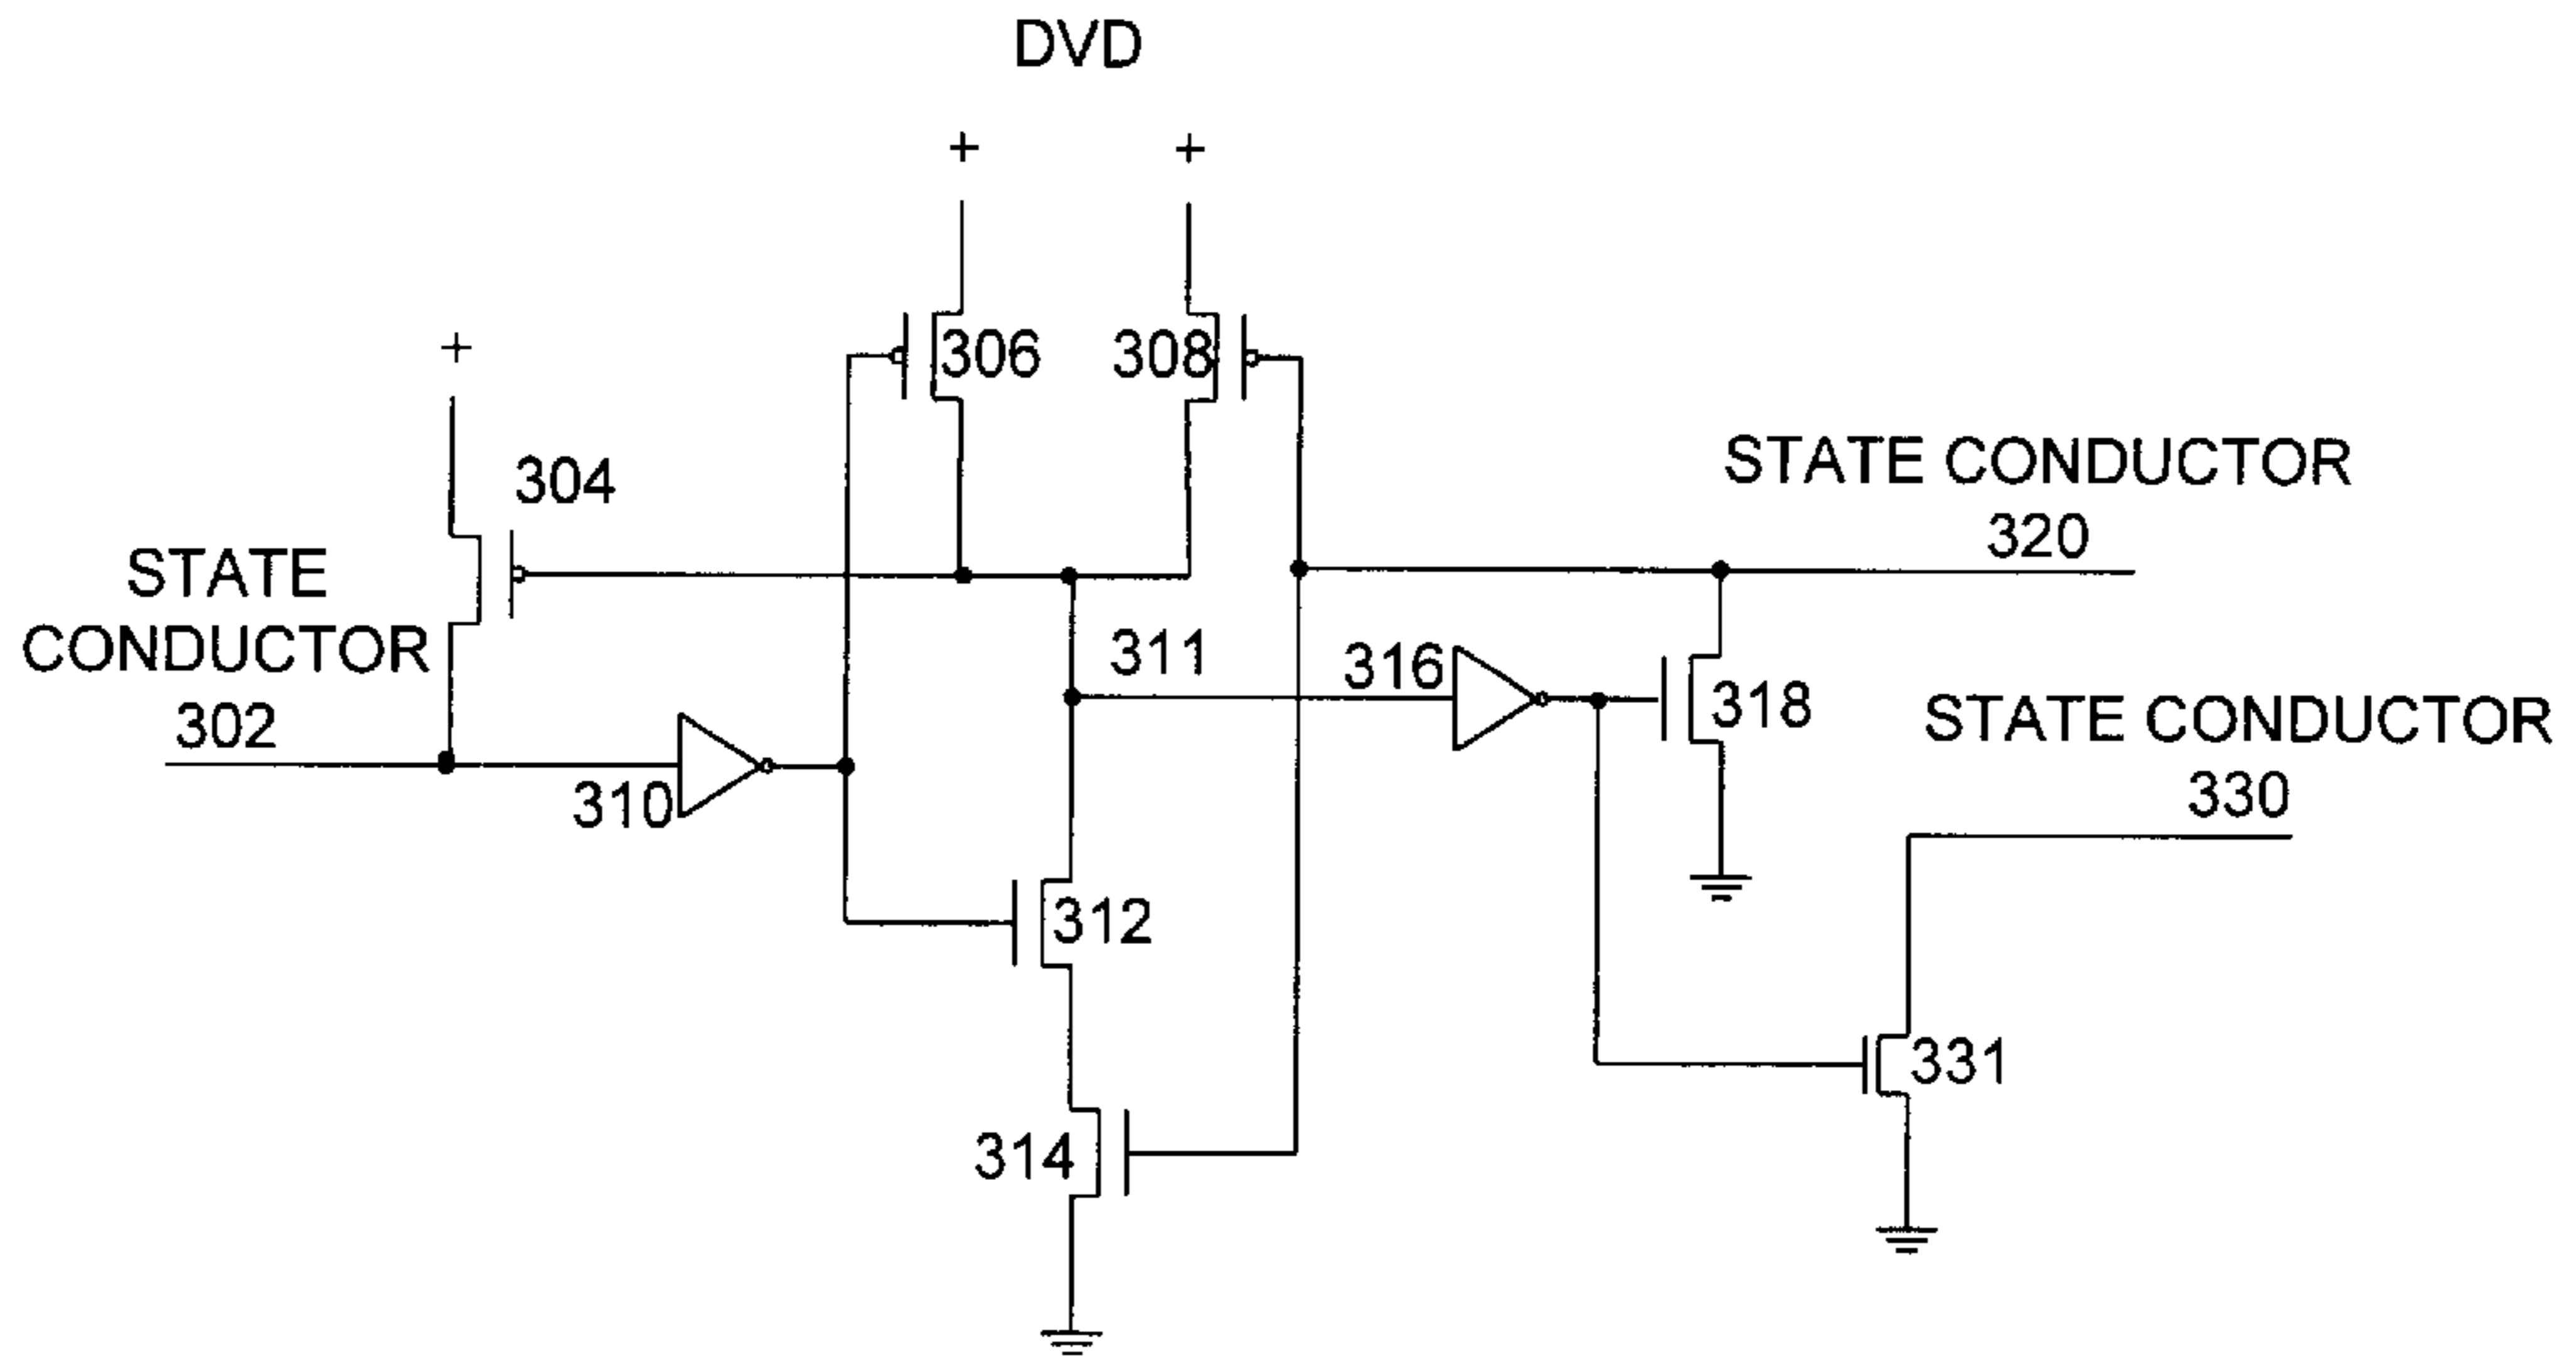 DVD
+ +
306 308
+
304
STATE CONDUCTOR
320
STATE
CONDUCTOR
302
311
316
318
STATE CONDUCTOR
330
310
312
331
314